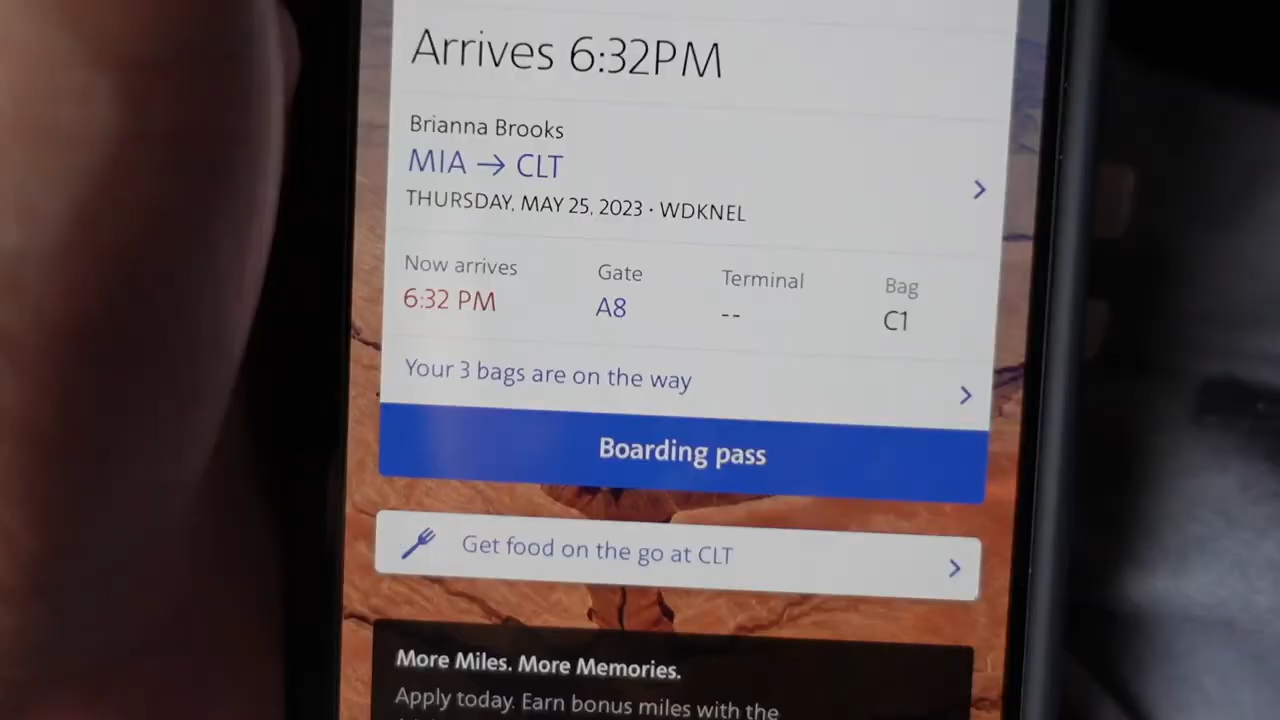 Arrives 6:32PM
Brianna Brooks
MIA → CLT
THURSDAY, MAY 25, 2023 · WDKNEL
Now arrives Gate Terminal Bag
6:32 PM A8 -- C1
Your 3 bags are on the way
Boarding pass
Get food on the go at CLT
More Miles. More Memories.
Apply today. Earn bonus miles with the